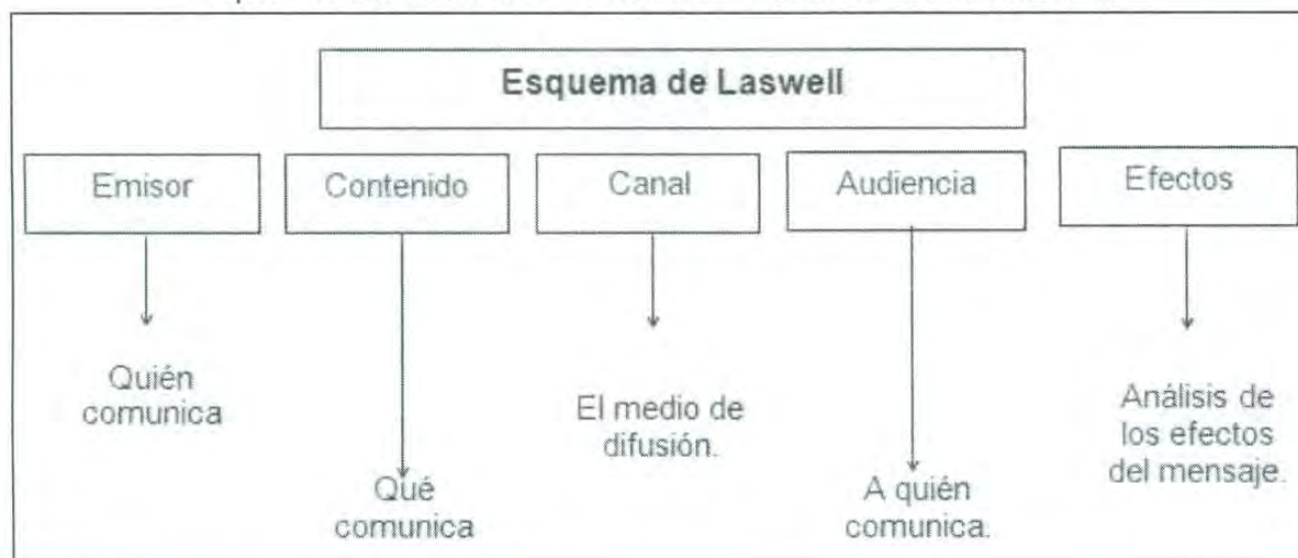 Esquema de Laswell
Emisor
Contenido
Canal
Audiencia
Efectos
Quién
comunica
Qué
comunica
El medio de
difusión.
A quién
comunica.
Análisis de
los efectos
del mensaje.